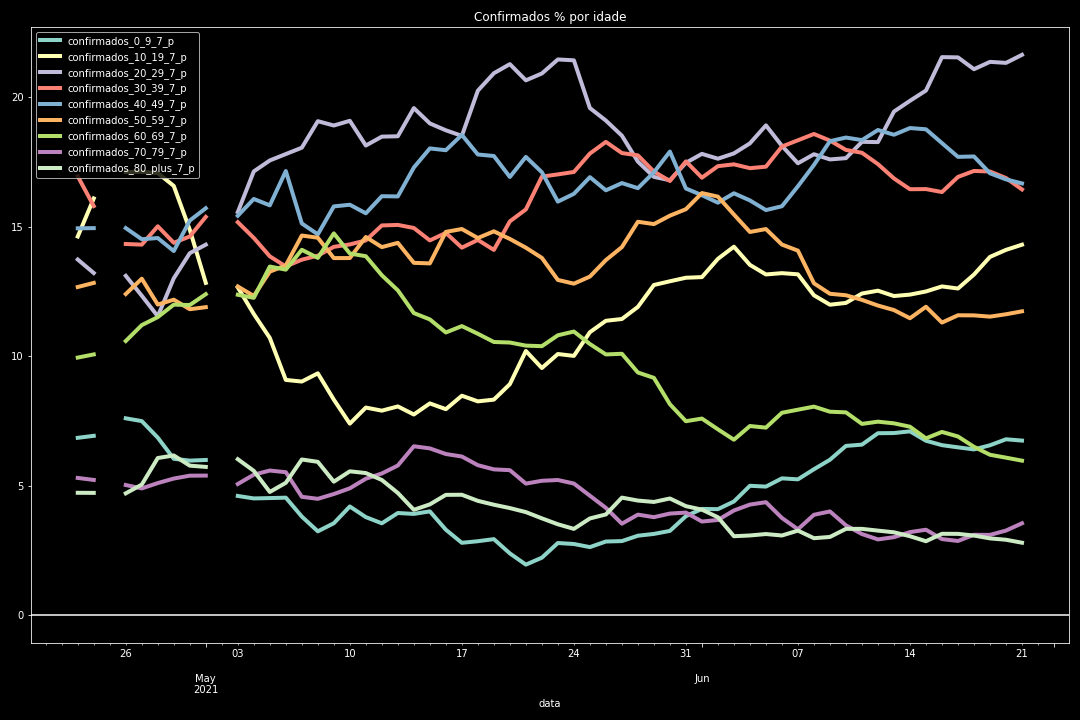 Confirmados % por idade
confirmados_0_9_7_p
confirmados_10_19_7_p
confirmados_20_29_7_p
confirmados_30_39_7_p
confirmados_40_49_7_p
confirmados_50_59_7_p
confirmados_60_69_7_p
confirmados_70_79_7_p
confirmados_80_plus_7_p
20
15
10
5
0
26 03 10 17 24 31 07 14 21
May Jun
2021
data